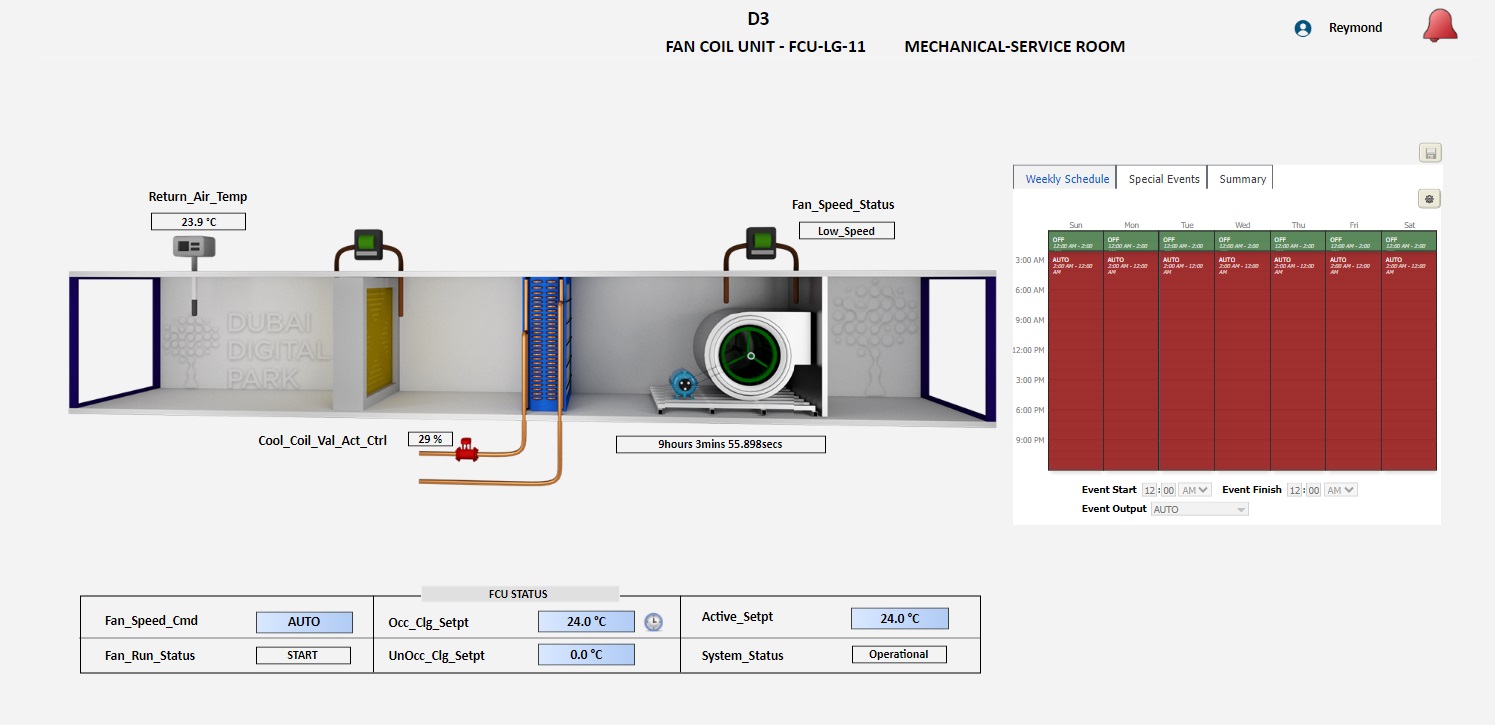 D3
FAN COIL UNIT - FCU-LG-11 MECHANICAL-SERVICE ROOM
Reymond
Return_Air_Temp
23.9 °C
Fan_Speed_Status
Low_Speed
DUBAI
DIGITAL
PARK
Cool_Coil_Val_Act_Ctrl
29 %
9hours 3mins 55.898secs
Weekly Schedule Special Events Summary
Sun Mon Tue Wed Thu Fri Sat
OFF OFF OFF OFF OFF OFF OFF
12:00 AM - 2:00 12:00 AM - 2:00 12:00 AM - 2:00 12:00 AM - 2:00 12:00 AM - 2:00 12:00 AM - 2:00 12:00 AM - 2:00
AUTO AUTO AUTO AUTO AUTO AUTO AUTO
2:00 AM - 12:00 2:00 AM - 12:00 2:00 AM - 12:00 2:00 AM - 12:00 2:00 AM - 12:00 2:00 AM - 12:00 2:00 AM - 12:00
AM AM AM AM AM AM AM
3:00 AM
6:00 AM
9:00 AM
12:00 PM
3:00 PM
6:00 PM
9:00 PM
Event Start 12 : 00 AM Event Finish 12 : 00 AM
Event Output AUTO
FCU STATUS
Fan_Speed_Cmd AUTO Occ_Clg_Setpt 24.0 °C Active_Setpt 24.0 °C
Fan_Run_Status START UnOcc_Clg_Setpt 0.0 °C System_Status Operational